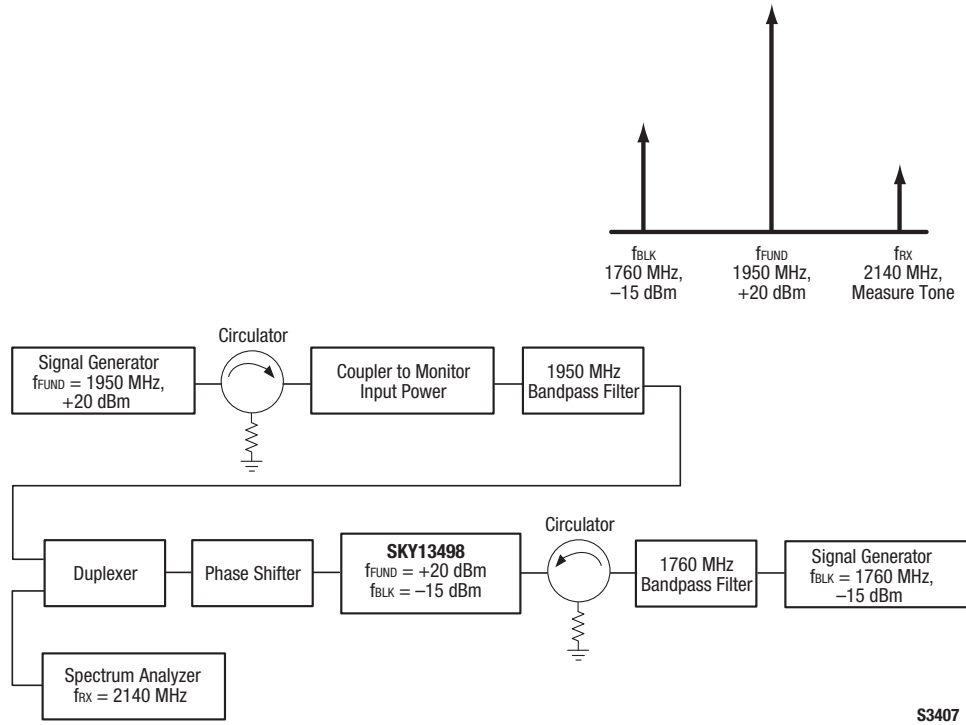 fBLK
1760 MHz,
–15 dBm
fFUND
1950 MHz,
+20 dBm
fRX
2140 MHz,
Measure Tone
Signal Generator
fFUND = 1950 MHz,
+20 dBm
Circulator
Coupler to Monitor
Input Power
1950 MHz
Bandpass Filter
Duplexer
Phase Shifter
SKY13498
fFUND = +20 dBm
fBLK = –15 dBm
Circulator
1760 MHz
Bandpass Filter
Signal Generator
fBLK = 1760 MHz,
–15 dBm
Spectrum Analyzer
fRX = 2140 MHz
S3407